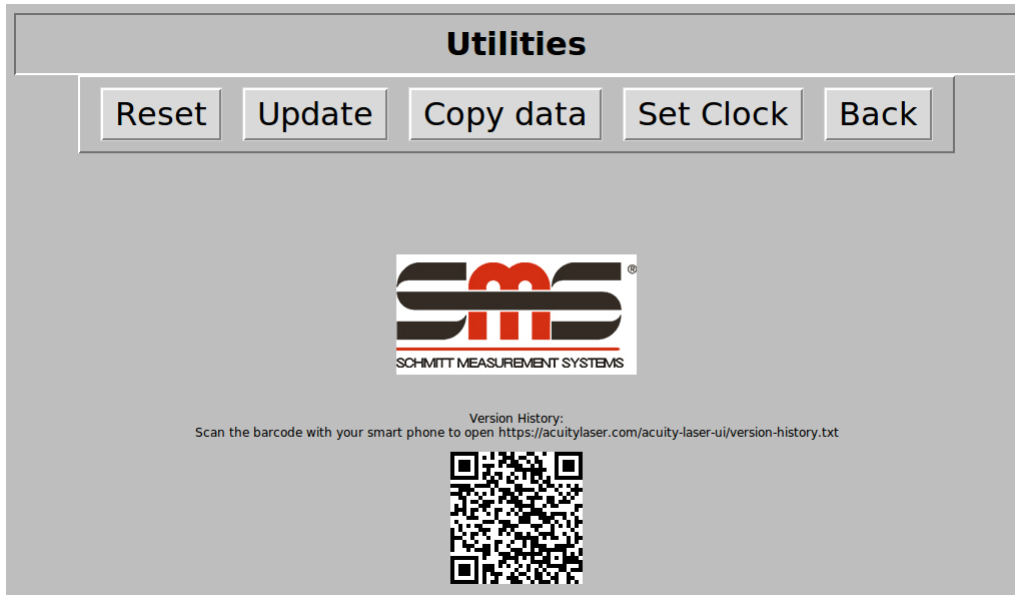 Utilities
Reset Update Copy data Set Clock Back
sms®
SCHMITT MEASUREMENT SYSTEMS
Version History:
Scan the barcode with your smart phone to open https://acuitylaser.com/acuity-laser-ui/version-history.txt